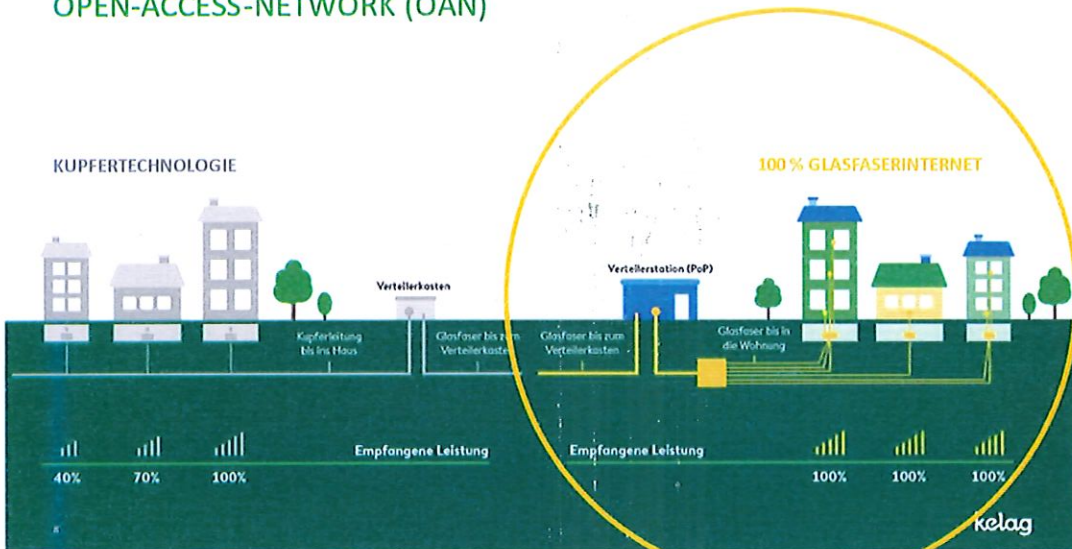 OPEN-ACCESS-NETWORK (OAN)
KUPFERTECHNOLOGIE
100 % GLASFASERINTERNET
Verteilerkasten
Verteilerstation (PoP)
Kupferleitung
bis ins Haus
Glasfaser bis zum
Verteilerkasten
Glasfaser bis zum
Verteilerkasten
Glasfaser bis in
die Wohnung
Empfangene Leistung
Empfangene Leistung
40%
70%
100%
100%
100%
100%
kelag